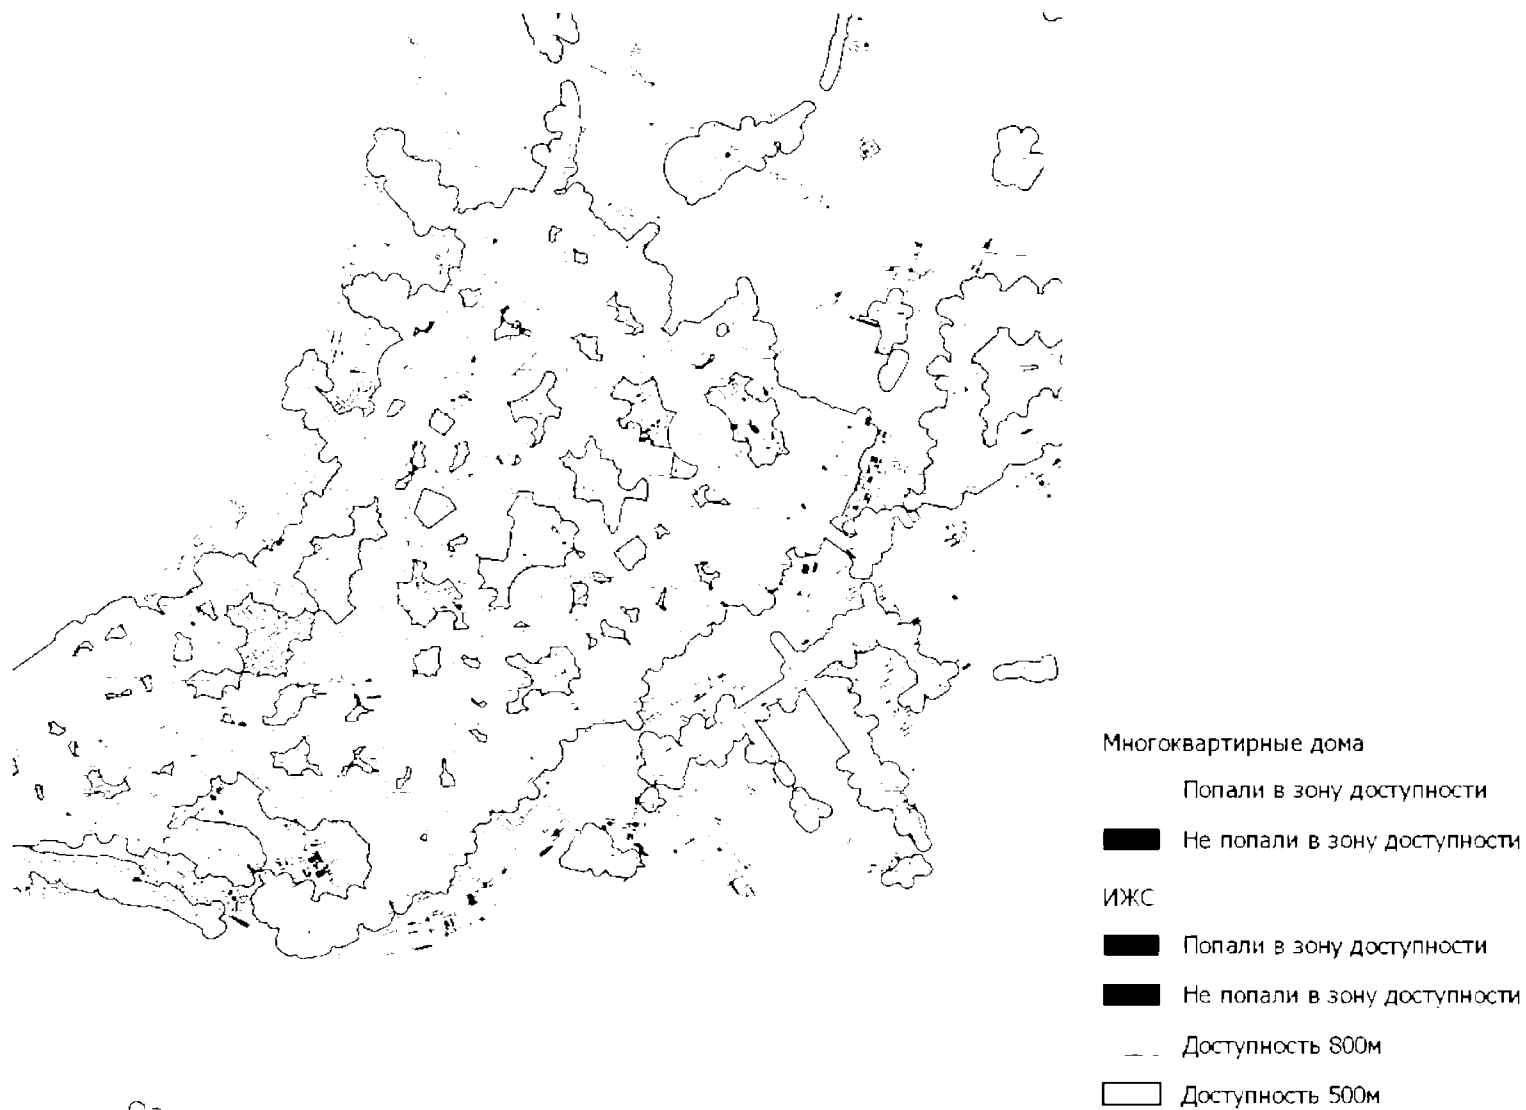 Многоквартирные дома
Попали в зону доступности
Не попали в зону доступности
ИЖС
Попали в зону доступности
Не попали в зону доступности
Доступность 800м
Доступность 500м